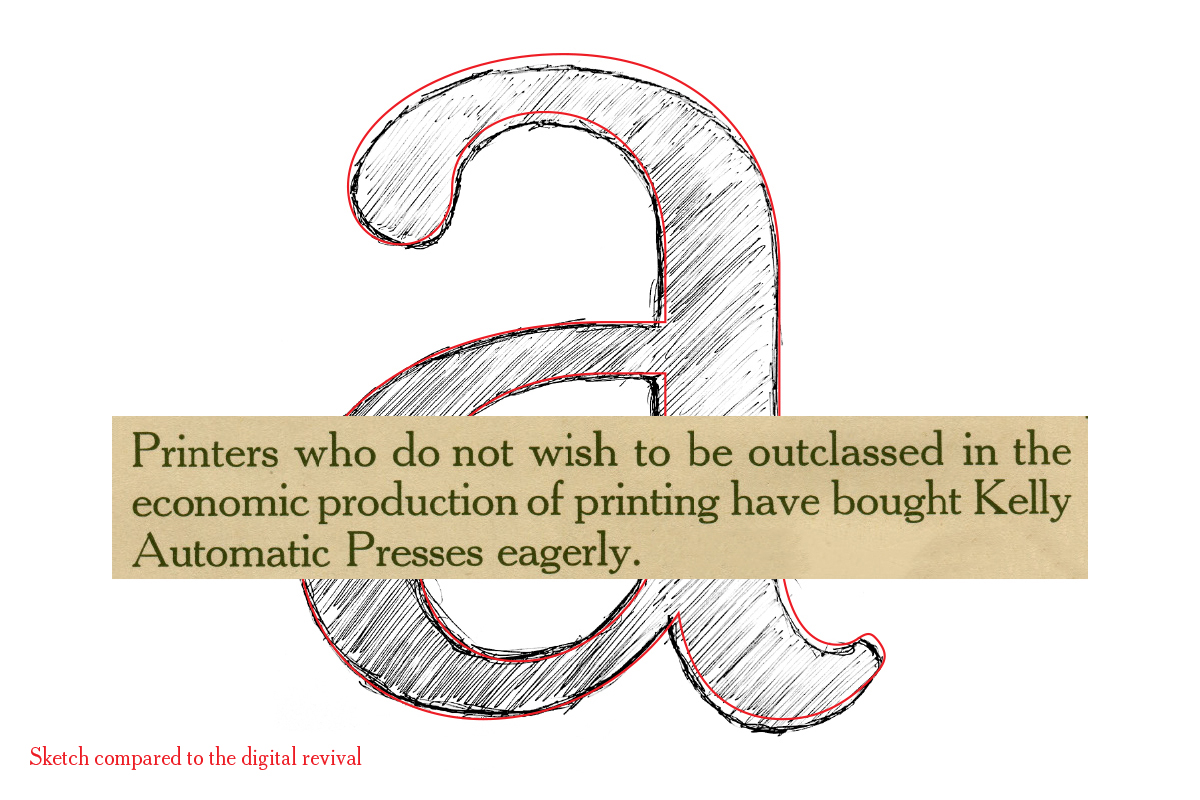 a
Printers who do not wish to be outclassed in the
economic production of printing have bought Kelly
Automatic Presses eagerly.
Sketch compared to the digital revival